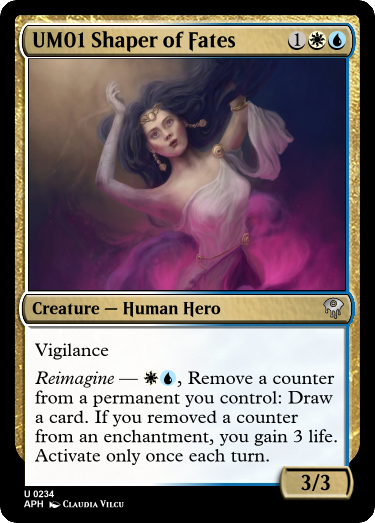 UM01 Shaper of Fates 1
Creature — Human Hero
Vigilance
Reimagine — , Remove a counter
from a permanent you control: Draw
a card. If you removed a counter
from an enchantment, you gain 3 life.
Activate only once each turn.
3/3
U 0234
APH Claudia Vilcu